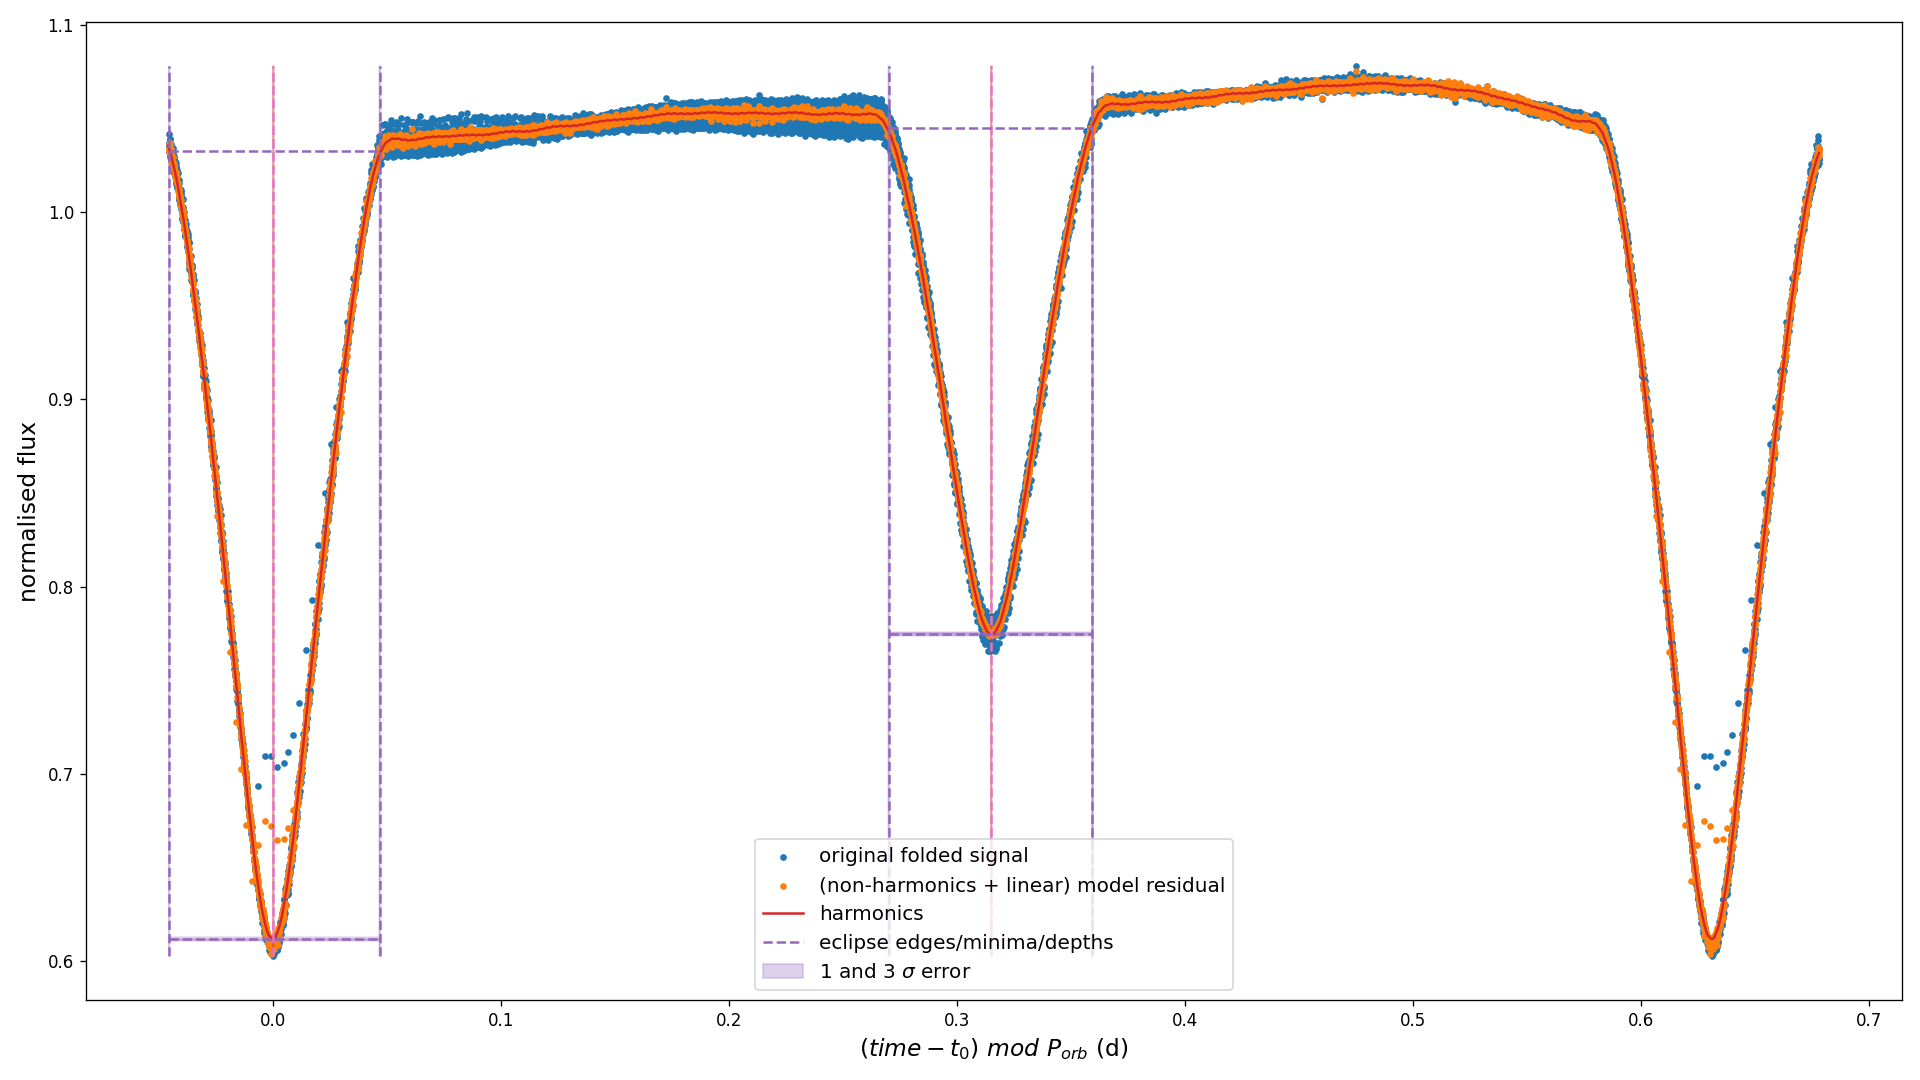 1.1
1.0
0.9
0.8
0.7
0.6
normalised flux
original folded signal
(non-harmonics + linear) model residual
harmonics
eclipse edges/minima/depths
1 and 3 σ error
0.0 0.1 0.2 0.3 0.4 0.5 0.6 0.7
(time − t₀) mod P_orb (d)